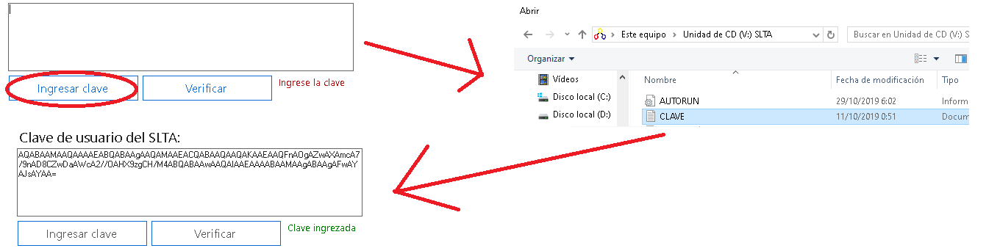 Ingresar clave
Verificar
Ingrese la clave
Abrir
Este equipo
Unidad de CD (V:) SLTA
Buscar en Unidad de CD (V:) S
Organizar
Vídeos
Disco local (C:)
Disco local (D:)
Nombre
Fecha de modificación
Tipo
AUTORUN
29/10/2019 6:02
Inform
CLAVE
11/10/2019 0:51
Docum
Clave de usuario del SLTA:
AQABAAMAAQAAAAEABQABAAgAAQAMAAEACQABAAQAAQAKAAEAAQFnAOgAZwAXAmcA7
/9nAD8CZwDaAWcA2//OAHX9zgCH/M4ABQABAAwAAQAIAAEAAAABAAMAAgABAAgAFwAY
AJsAYAA=
Ingresar clave
Verificar
Clave ingrezada